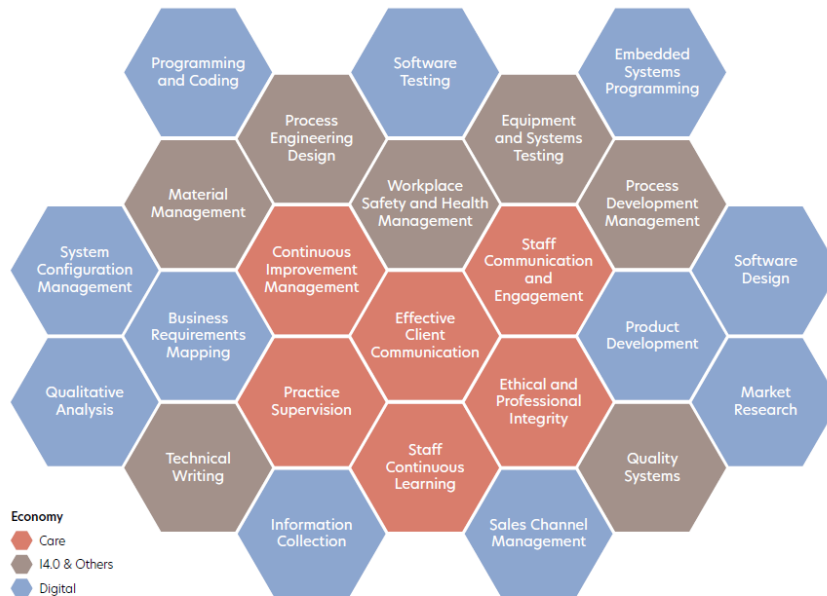 Programming
and Coding
Software
Testing
Embedded
Systems
Programming
Process
Engineering
Design
Equipment
and Systems
Testing
Material
Management
Workplace
Safety and Health
Management
Process
Development
Management
System
Configuration
Management
Continuous
Improvement
Management
Staff
Communication
and
Engagement
Software
Design
Business
Requirements
Mapping
Effective
Client
Communication
Product
Development
Qualitative
Analysis
Practice
Supervision
Ethical and
Professional
Integrity
Market
Research
Technical
Writing
Staff
Continuous
Learning
Quality
Systems
Information
Collection
Sales Channel
Management
Economy
Care
I4.0 & Others
Digital